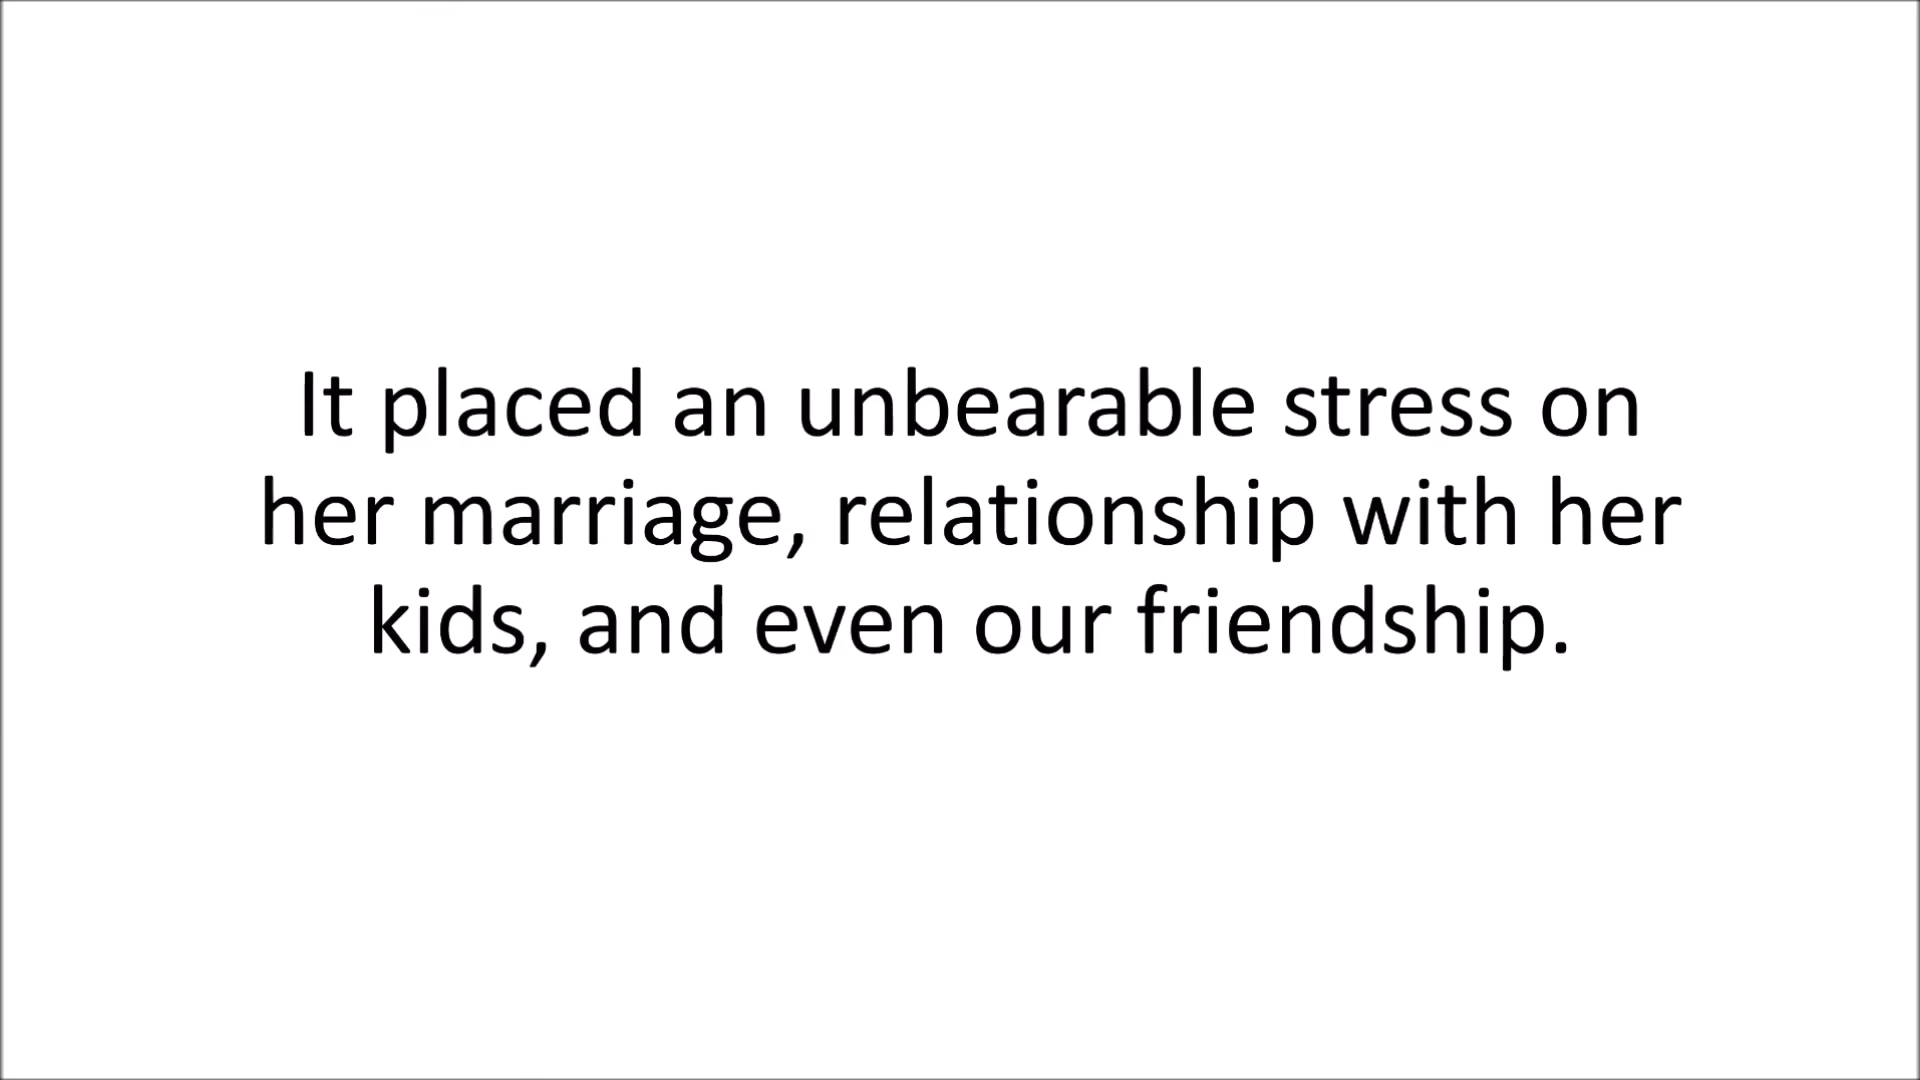 It placed an unbearable stress on
her marriage, relationship with her
kids, and even our friendship.